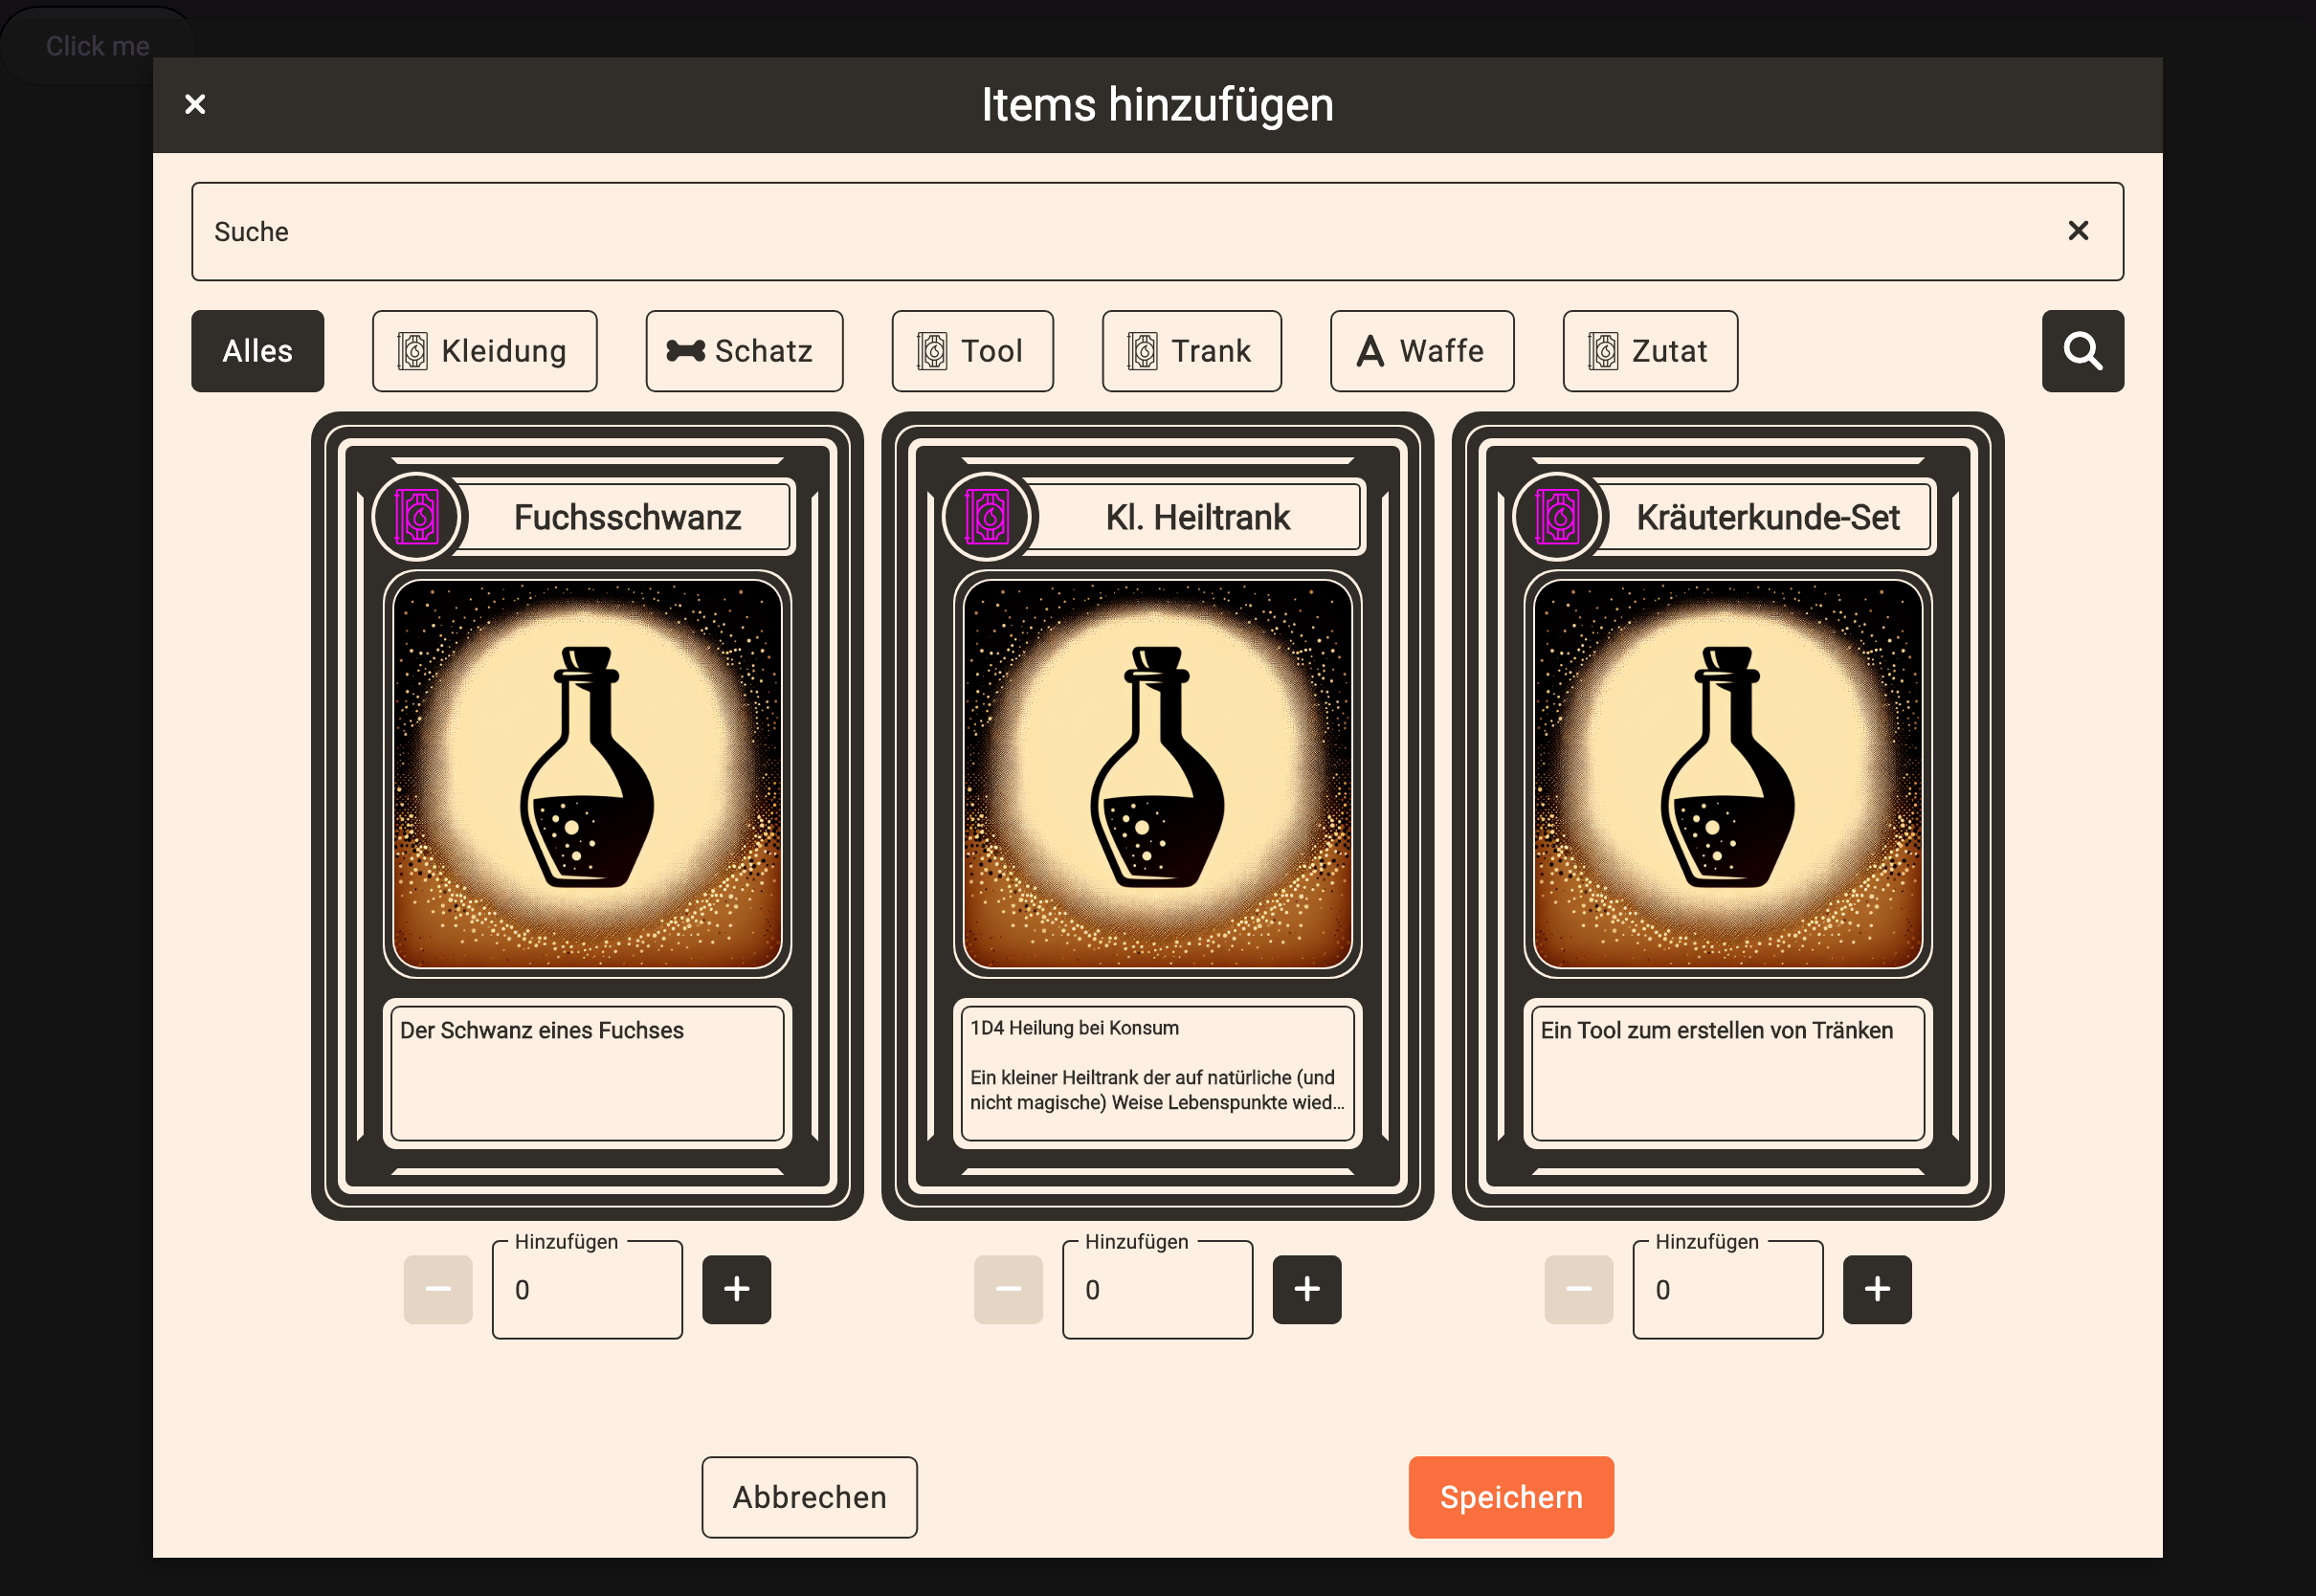 Click me
Items hinzufügen
Suche
Alles
Kleidung
Schatz
Tool
Trank
Waffe
Zutat
Fuchsschwanz
Der Schwanz eines Fuchses
Hinzufügen
0
Kl. Heiltrank
1D4 Heilung bei Konsum
Ein kleiner Heiltrank der auf natürliche (und
nicht magische) Weise Lebenspunkte wied...
Hinzufügen
0
Kräuterkunde-Set
Ein Tool zum erstellen von Tränken
Hinzufügen
0
Abbrechen
Speichern